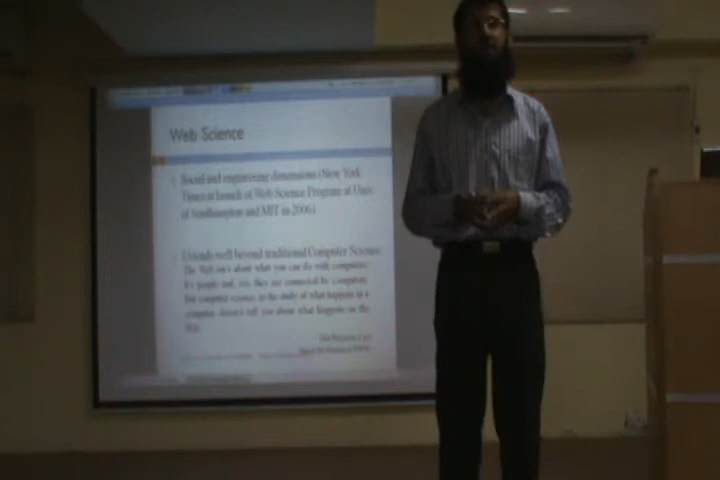 Web Science
Social and engineering dimensions (New York
Times at launch of Web Science Program at Univ.
of Southampton and MIT in 2006)
Extends well beyond traditional Computer Science:
The Web isn't about what you can do with computers.
It's people and, yes, they are connected by computers.
But computer science, as the study of what happens in a
computer, doesn't tell you about what happens on the
Web